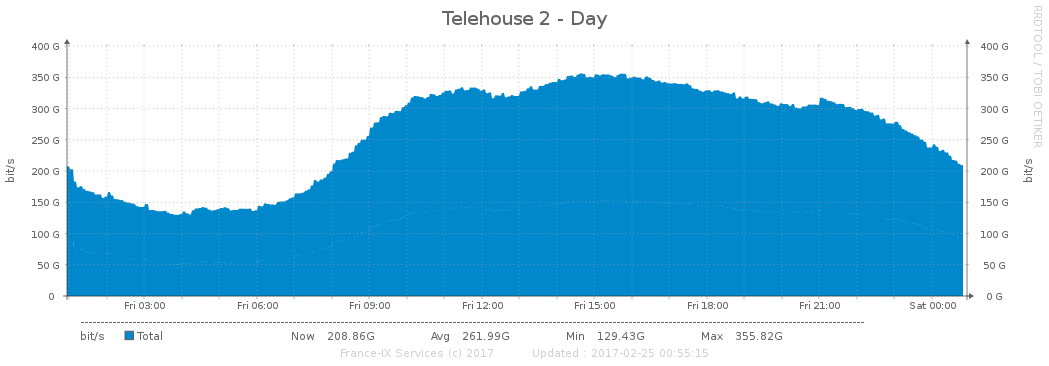 Telehouse 2 - Day
RRDTOOL / TOBI OETIKER
400 G 400 G
350 G 350 G
300 G 300 G
250 G 250 G
200 G 200 G
150 G 150 G
100 G 100 G
50 G 50 G
0 0 G
bit/s bit/s
Fri 03:00 Fri 06:00 Fri 09:00 Fri 12:00 Fri 15:00 Fri 18:00 Fri 21:00 Sat 00:00
bit/s Total Now 208.86G Avg 261.99G Min 129.43G Max 355.82G
France-IX Services (c) 2017 Updated : 2017-02-25 00:55:15